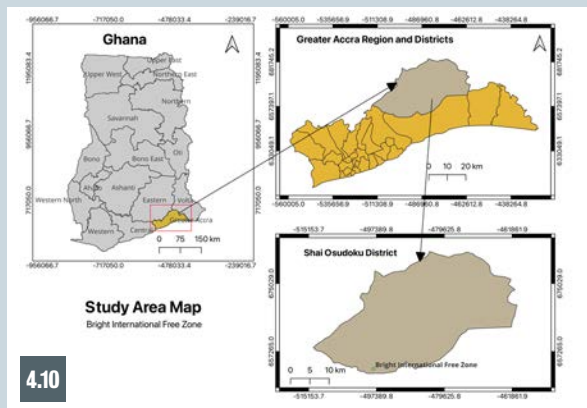 Ghana
-956066.7 -717050.0 -478033.4 -239016.7
1195083.4
956066.7
717050.0
Upper East
Upper West
Northern East
Northern
Savannah
Oti
Bono
Bono East
Ahafo
Ashanti
Eastern
Volta
Western North
Greater Accra
Western
Central
0 75 150 km
-956066.7 -717050.0 -478033.4 -239016.7
Study Area Map
Bright International Free Zone
4.10
-560005.0 -535656.9 -511308.9 -486960.8 -462612.7 -438264.7
Greater Accra Region and Districts
681745.2
657397.1
633049.1
0 10 20 km
-560005.0 -535656.9 -511308.9 -486960.8 -462612.7 -438264.7
-515153.7 -497389.8 -479625.8 -461861.9
Shai Osudoku District
675029.0
657265.0
Bright International Free Zone
0 5 10 km
-515153.7 -497389.8 -479625.8 -461861.9